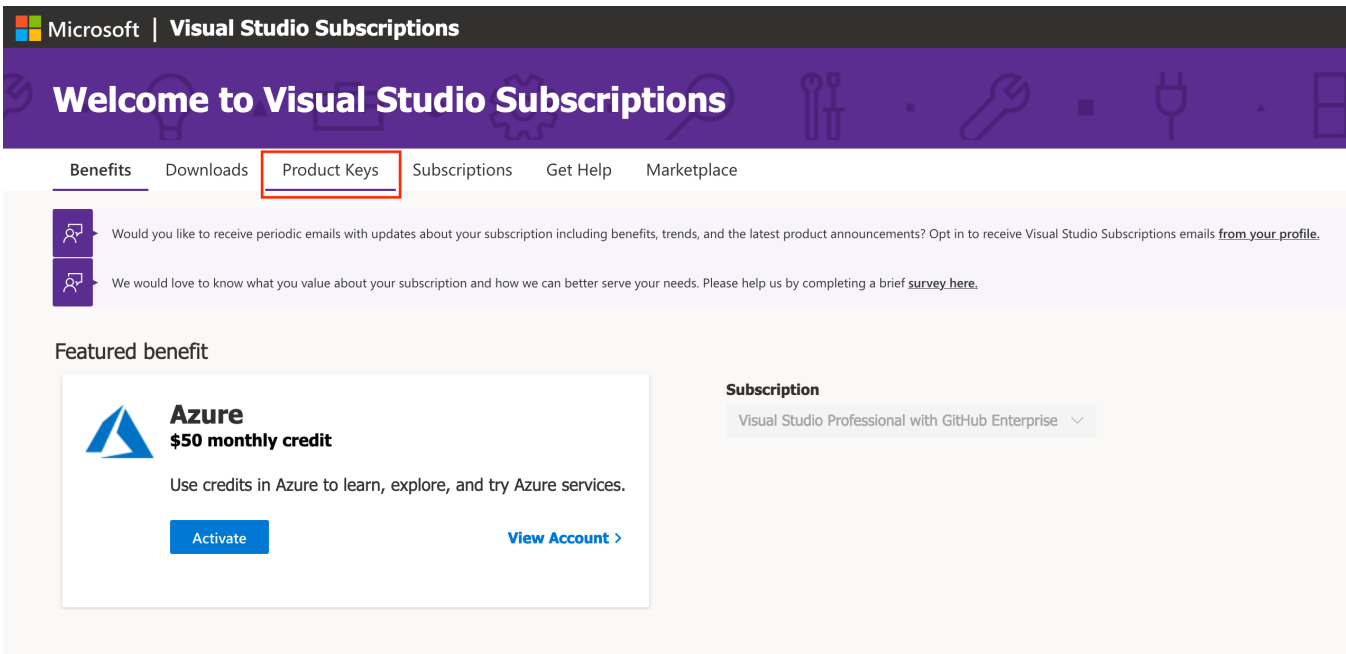 Microsoft | Visual Studio Subscriptions
Welcome to Visual Studio Subscriptions
Benefits Downloads Product Keys Subscriptions Get Help Marketplace
Would you like to receive periodic emails with updates about your subscription including benefits, trends, and the latest product announcements? Opt in to receive Visual Studio Subscriptions emails from your profile.
We would love to know what you value about your subscription and how we can better serve your needs. Please help us by completing a brief survey here.
Featured benefit
Azure
$50 monthly credit
Use credits in Azure to learn, explore, and try Azure services.
Activate View Account >
Subscription
Visual Studio Professional with GitHub Enterprise